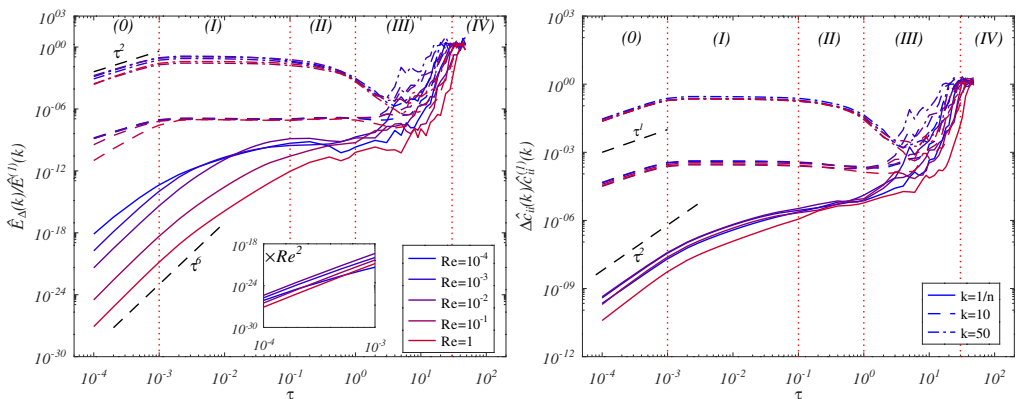 10^03
10^00
10^-06
10^-12
10^-18
10^-24
10^-30
Ê_Δ(k)/Ê^(1)(k)
(0)
(I)
(II)
(III)
(IV)
τ^2
τ^6
×Re^2
10^-18
10^-24
10^-30
10^-4
10^-3
Re=10^-4
Re=10^-3
Re=10^-2
Re=10^-1
Re=1
10^-4
10^-3
10^-2
10^-1
10^0
10^1
10^2
τ
10^03
10^00
10^-03
10^-06
10^-09
10^-12
(0)
(I)
(II)
(III)
(IV)
τ^1
τ^2
k=1/n
k=10
k=50
10^-4
10^-3
10^-2
10^-1
10^0
10^1
10^2
τ